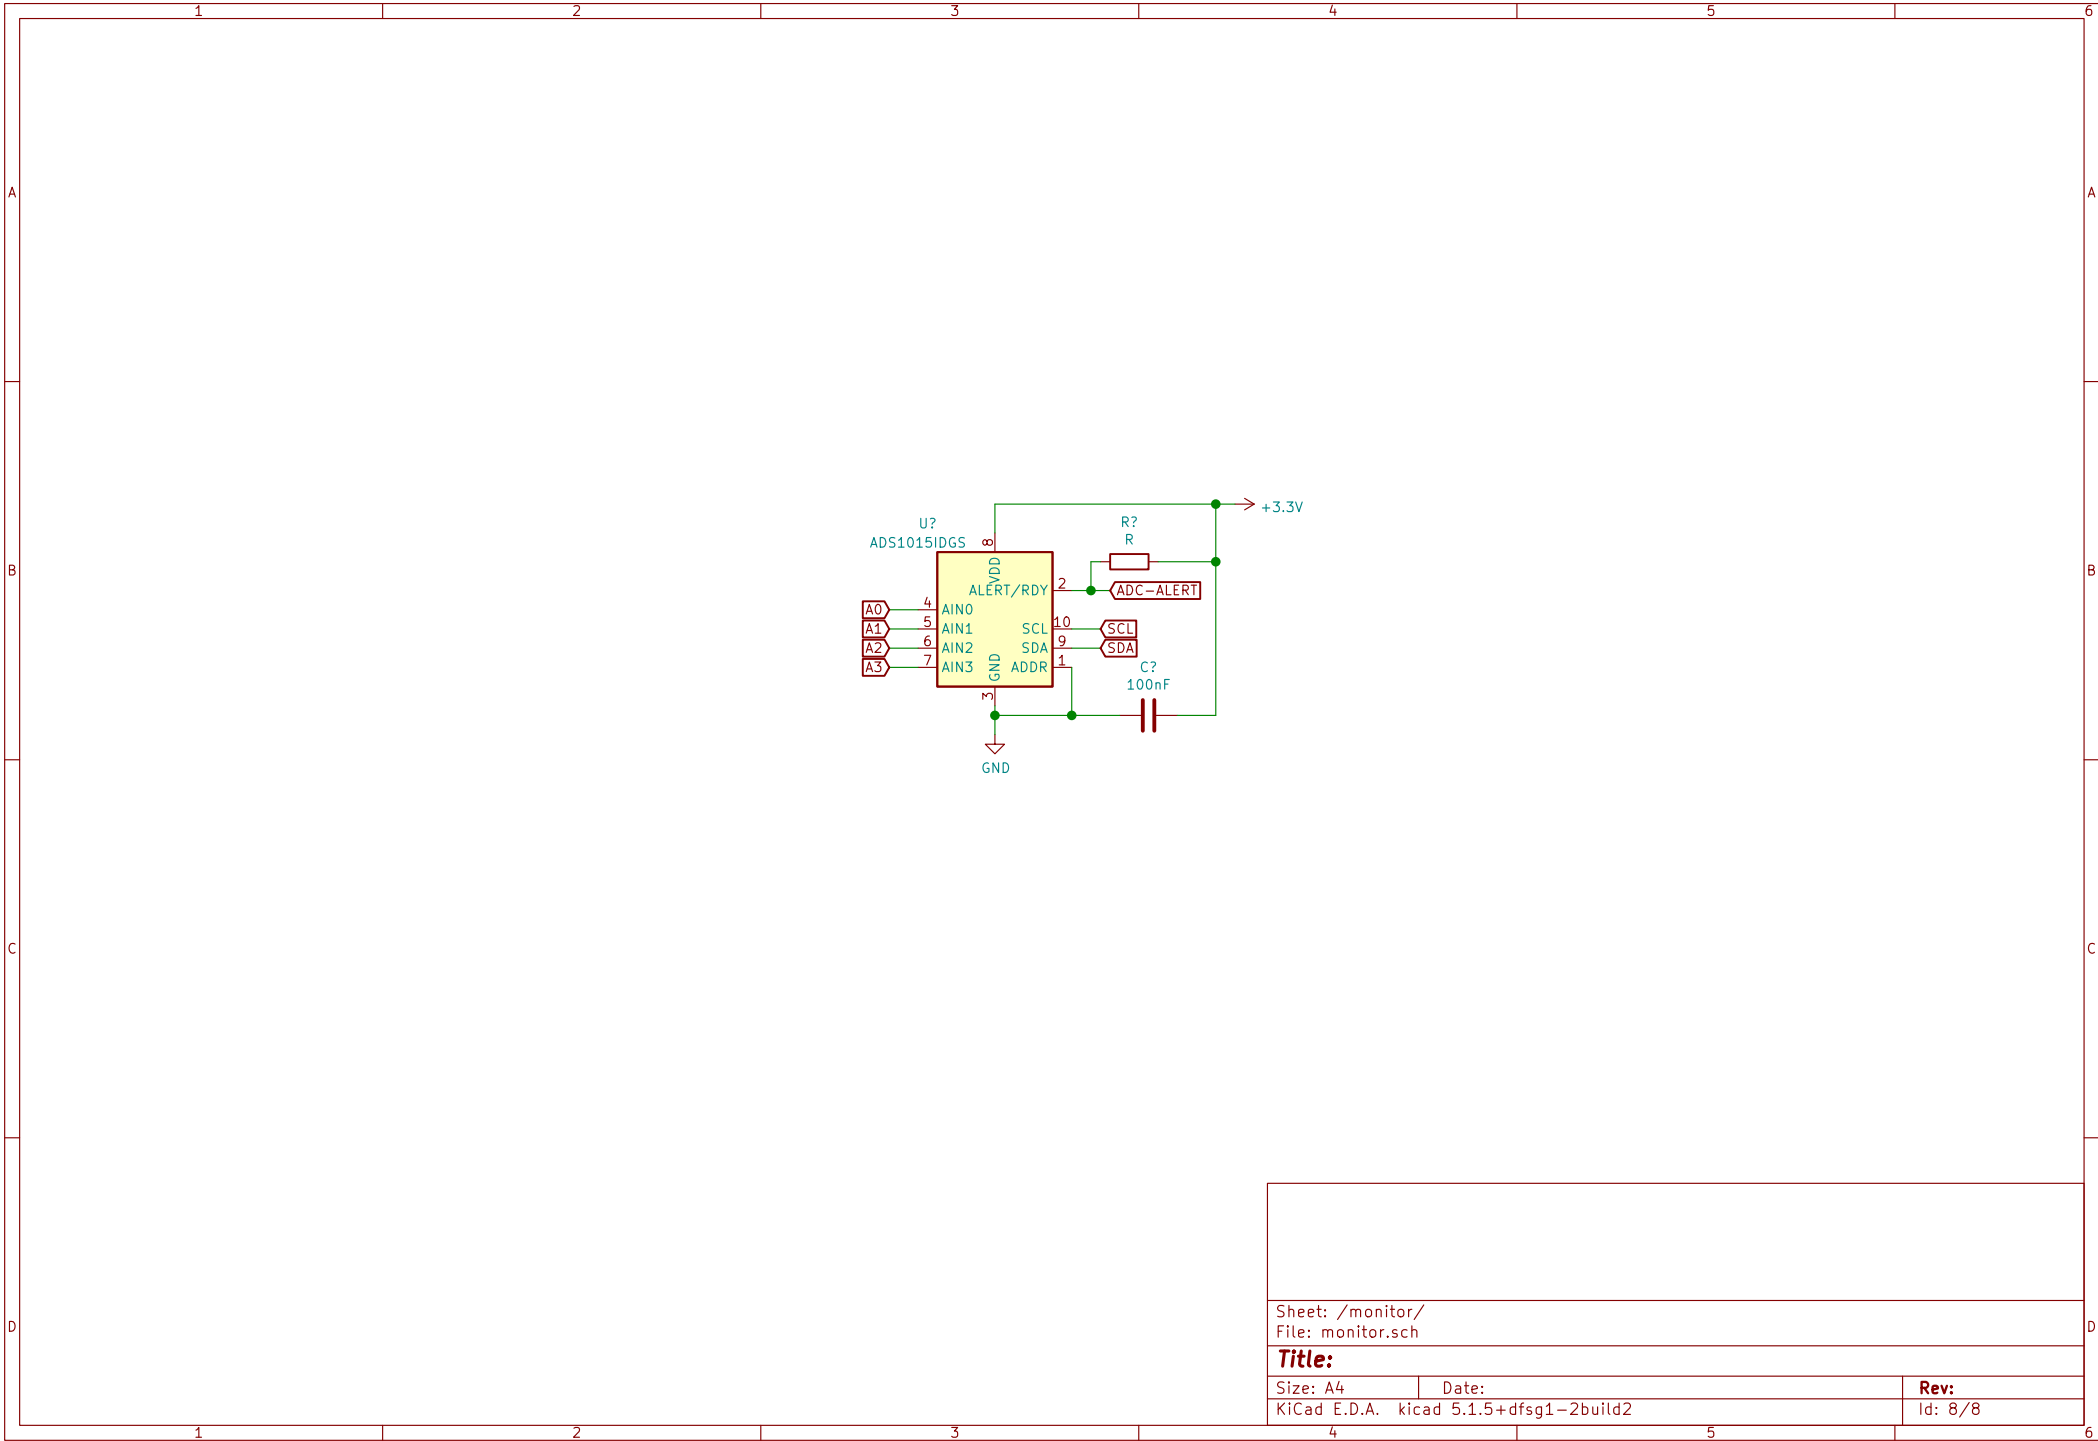 1 2 3 4 5 6
A A
+3.3V
U? R?
ADS1015IDGS R
8
VDD
B B
ALERT/RDY 2 ADC-ALERT
A0 4 AIN0
A1 5 AIN1 SCL 10 SCL
A2 6 AIN2 SDA 9 SDA
A3 7 AIN3 GND ADDR 1 C?
100nF
3
GND
C C
Sheet: /monitor/
D D
File: monitor.sch
Title:
Size: A4 Date: Rev:
KiCad E.D.A. kicad 5.1.5+dfsg1-2build2 Id: 8/8
1 2 3 4 5 6